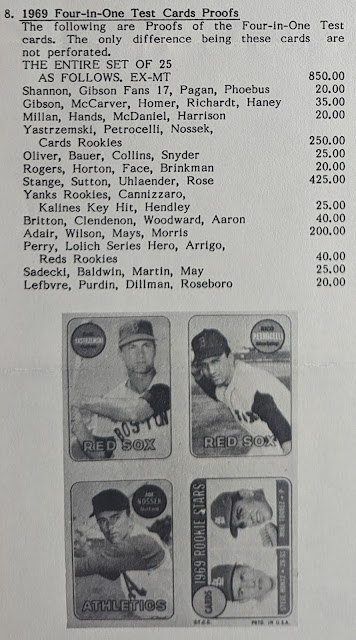 8. 1969 Four-in-One Test Cards Proofs
The following are Proofs of the Four-in-One Test
cards. The only difference being these cards are
not perforated.
THE ENTIRE SET OF 25
AS FOLLOWS. EX-MT 850.00
Shannon, Gibson Fans 17, Pagan, Phoebus 20.00
Gibson, McCarver, Homer, Richardt, Haney 35.00
Millan, Hands, McDaniel, Harrison 20.00
Yastrzemski, Petrocelli, Nossek,
Cards Rookies 250.00
Oliver, Bauer, Collins, Snyder 25.00
Rogers, Horton, Face, Brinkman 20.00
Stange, Sutton, Uhlaender, Rose 425.00
Yanks Rookies, Cannizzaro,
Kalines Key Hit, Hendley 25.00
Britton, Clendenon, Woodward, Aaron 40.00
Adair, Wilson, Mays, Morris 200.00
Perry, Lolich Series Hero, Arrigo,
Reds Rookies 40.00
Sadecki, Baldwin, Martin, May 25.00
Lefbvre, Purdin, Dillman, Roseboro 20.00
YASTRZEMSKI
BOSTON
RED SOX
RICO
PETROCELLI
RED SOX
JOE
NOSSEK
ATHLETICS
1969 ROOKIE STARS
CARDS